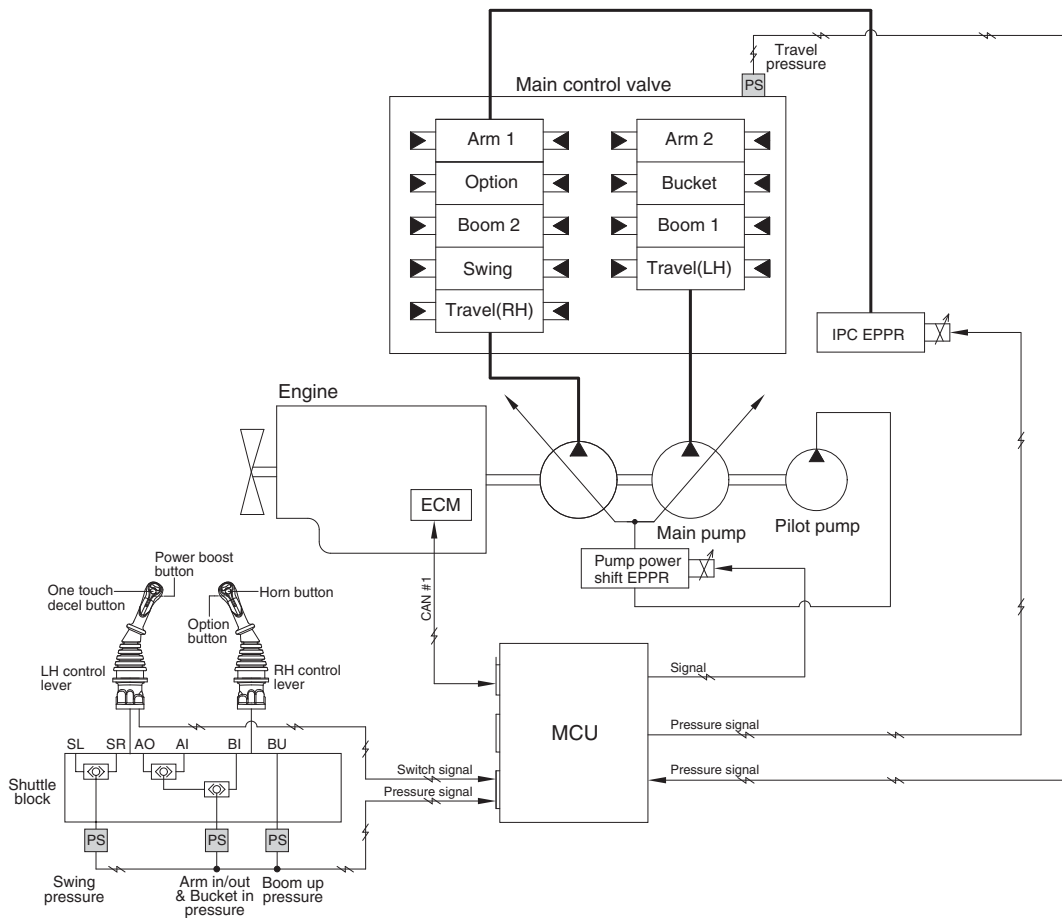 Travel
pressure
PS
Main control valve
Arm 1
Option
Boom 2
Swing
Travel(RH)
Arm 2
Bucket
Boom 1
Travel(LH)
IPC EPPR
Engine
ECM
Main pump
Pilot pump
Pump power
shift EPPR
CAN #1
Power boost
button
One touch
decel button
Horn button
Option
button
LH control
lever
RH control
lever
SL
SR
AO
AI
BI
BU
Shuttle
block
PS
PS
PS
Swing
pressure
Arm in/out
& Bucket in
pressure
Boom up
pressure
Switch signal
Pressure signal
MCU
Signal
Pressure signal
Pressure signal